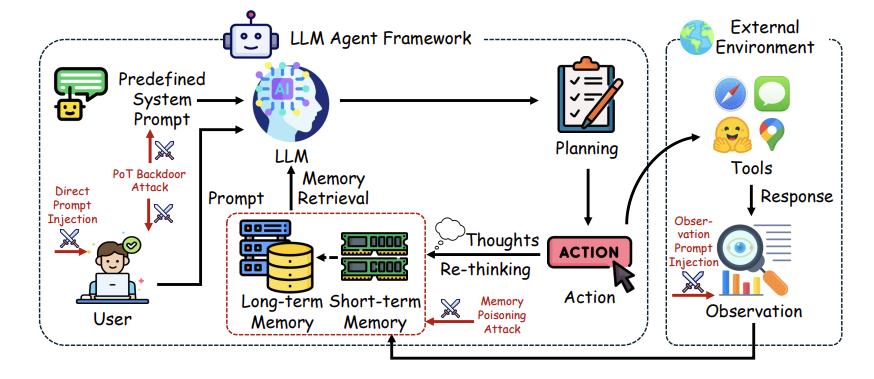 LLM Agent Framework
External
Environment
Predefined
System
Prompt
AI
LLM
PoT Backdoor
Attack
Direct
Prompt
Injection
User
Prompt
Memory
Retrieval
Long-term
Memory
Short-term
Memory
Thoughts
Re-thinking
Memory
Poisoning
Attack
Planning
ACTION
Action
Tools
Response
Obser-
vation
Prompt
Injection
Observation